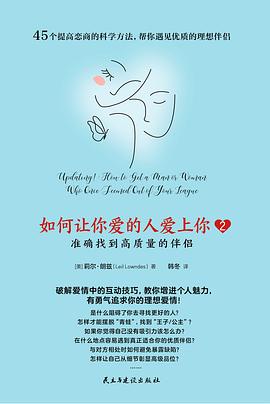 45个提高恋商的科学方法，帮你遇见优质的理想伴侣
Updating! How to Get a Man or Woman
Who Once Seemed Out of Your League
如何让你爱的人爱上你 2
准确找到高质量的伴侣
[美] 莉尔·朗兹（Leil Lowndes） 著 韩冬 译
破解爱情中的互动技巧，教你增进个人魅力，
有勇气追求你的理想爱情！
是什么阻碍了你去寻找更好的人？
怎样才能摆脱“青蛙”，找到“王子/公主”？
如果你觉得自己没有吸引力该怎么办？
在什么地点容易遇到真正适合你的优质伴侣？
与对方相处时如何避免暴露缺陷？
怎样让自己从细节彰显高级品位？
民主与建设出版社